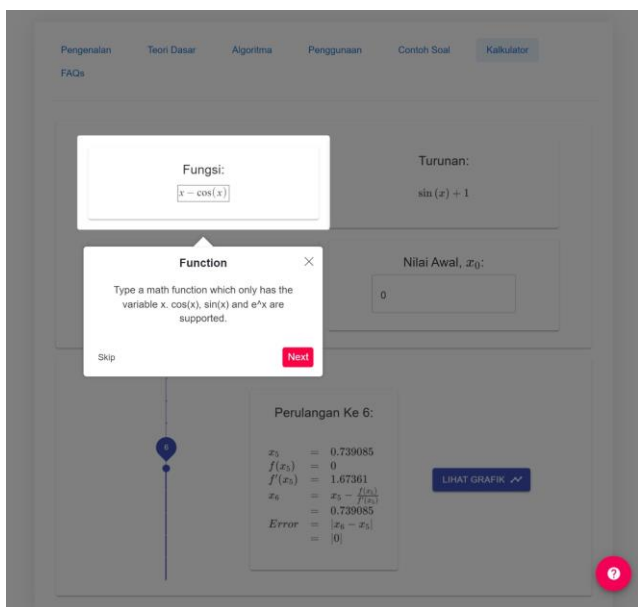 Pengenalan Teori Dasar Algoritma Penggunaan Contoh Soal Kalkulator
FAQs
Fungsi:
x − cos(x)
Turunan:
sin (x) + 1
Function
Type a math function which only has the
variable x. cos(x), sin(x) and e^x are
supported.
Skip Next
Nilai Awal, x₀:
0
6
Perulangan Ke 6:
x₅ = 0.739085
f(x₅) = 0
f′(x₅) = 1.67361
x₆ = x₅ − f(x₅)/f′(x₅)
= 0.739085
Error = |x₆ − x₅|
= |0|
LIHAT GRAFIK
?